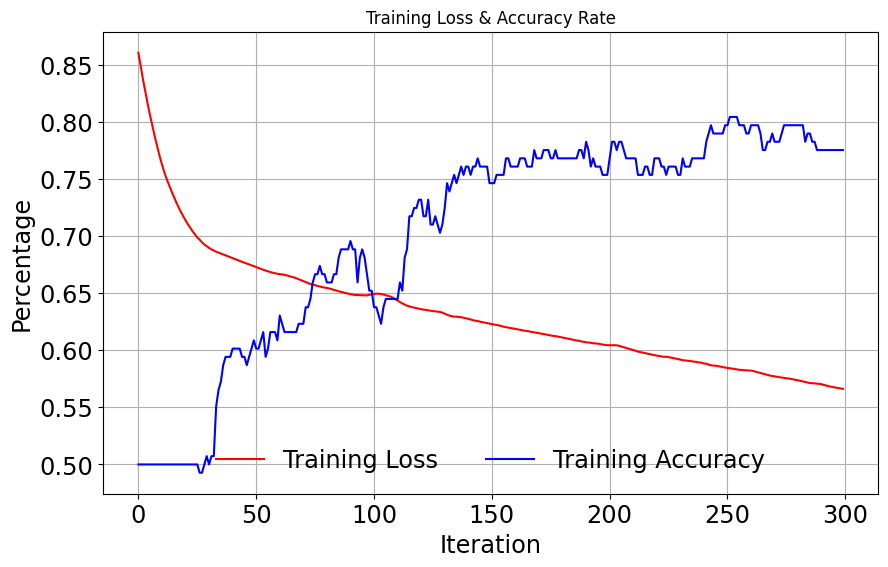 Training Loss & Accuracy Rate
Percentage
0.85
0.80
0.75
0.70
0.65
0.60
0.55
0.50
Training Loss Training Accuracy
0 50 100 150 200 250 300
Iteration